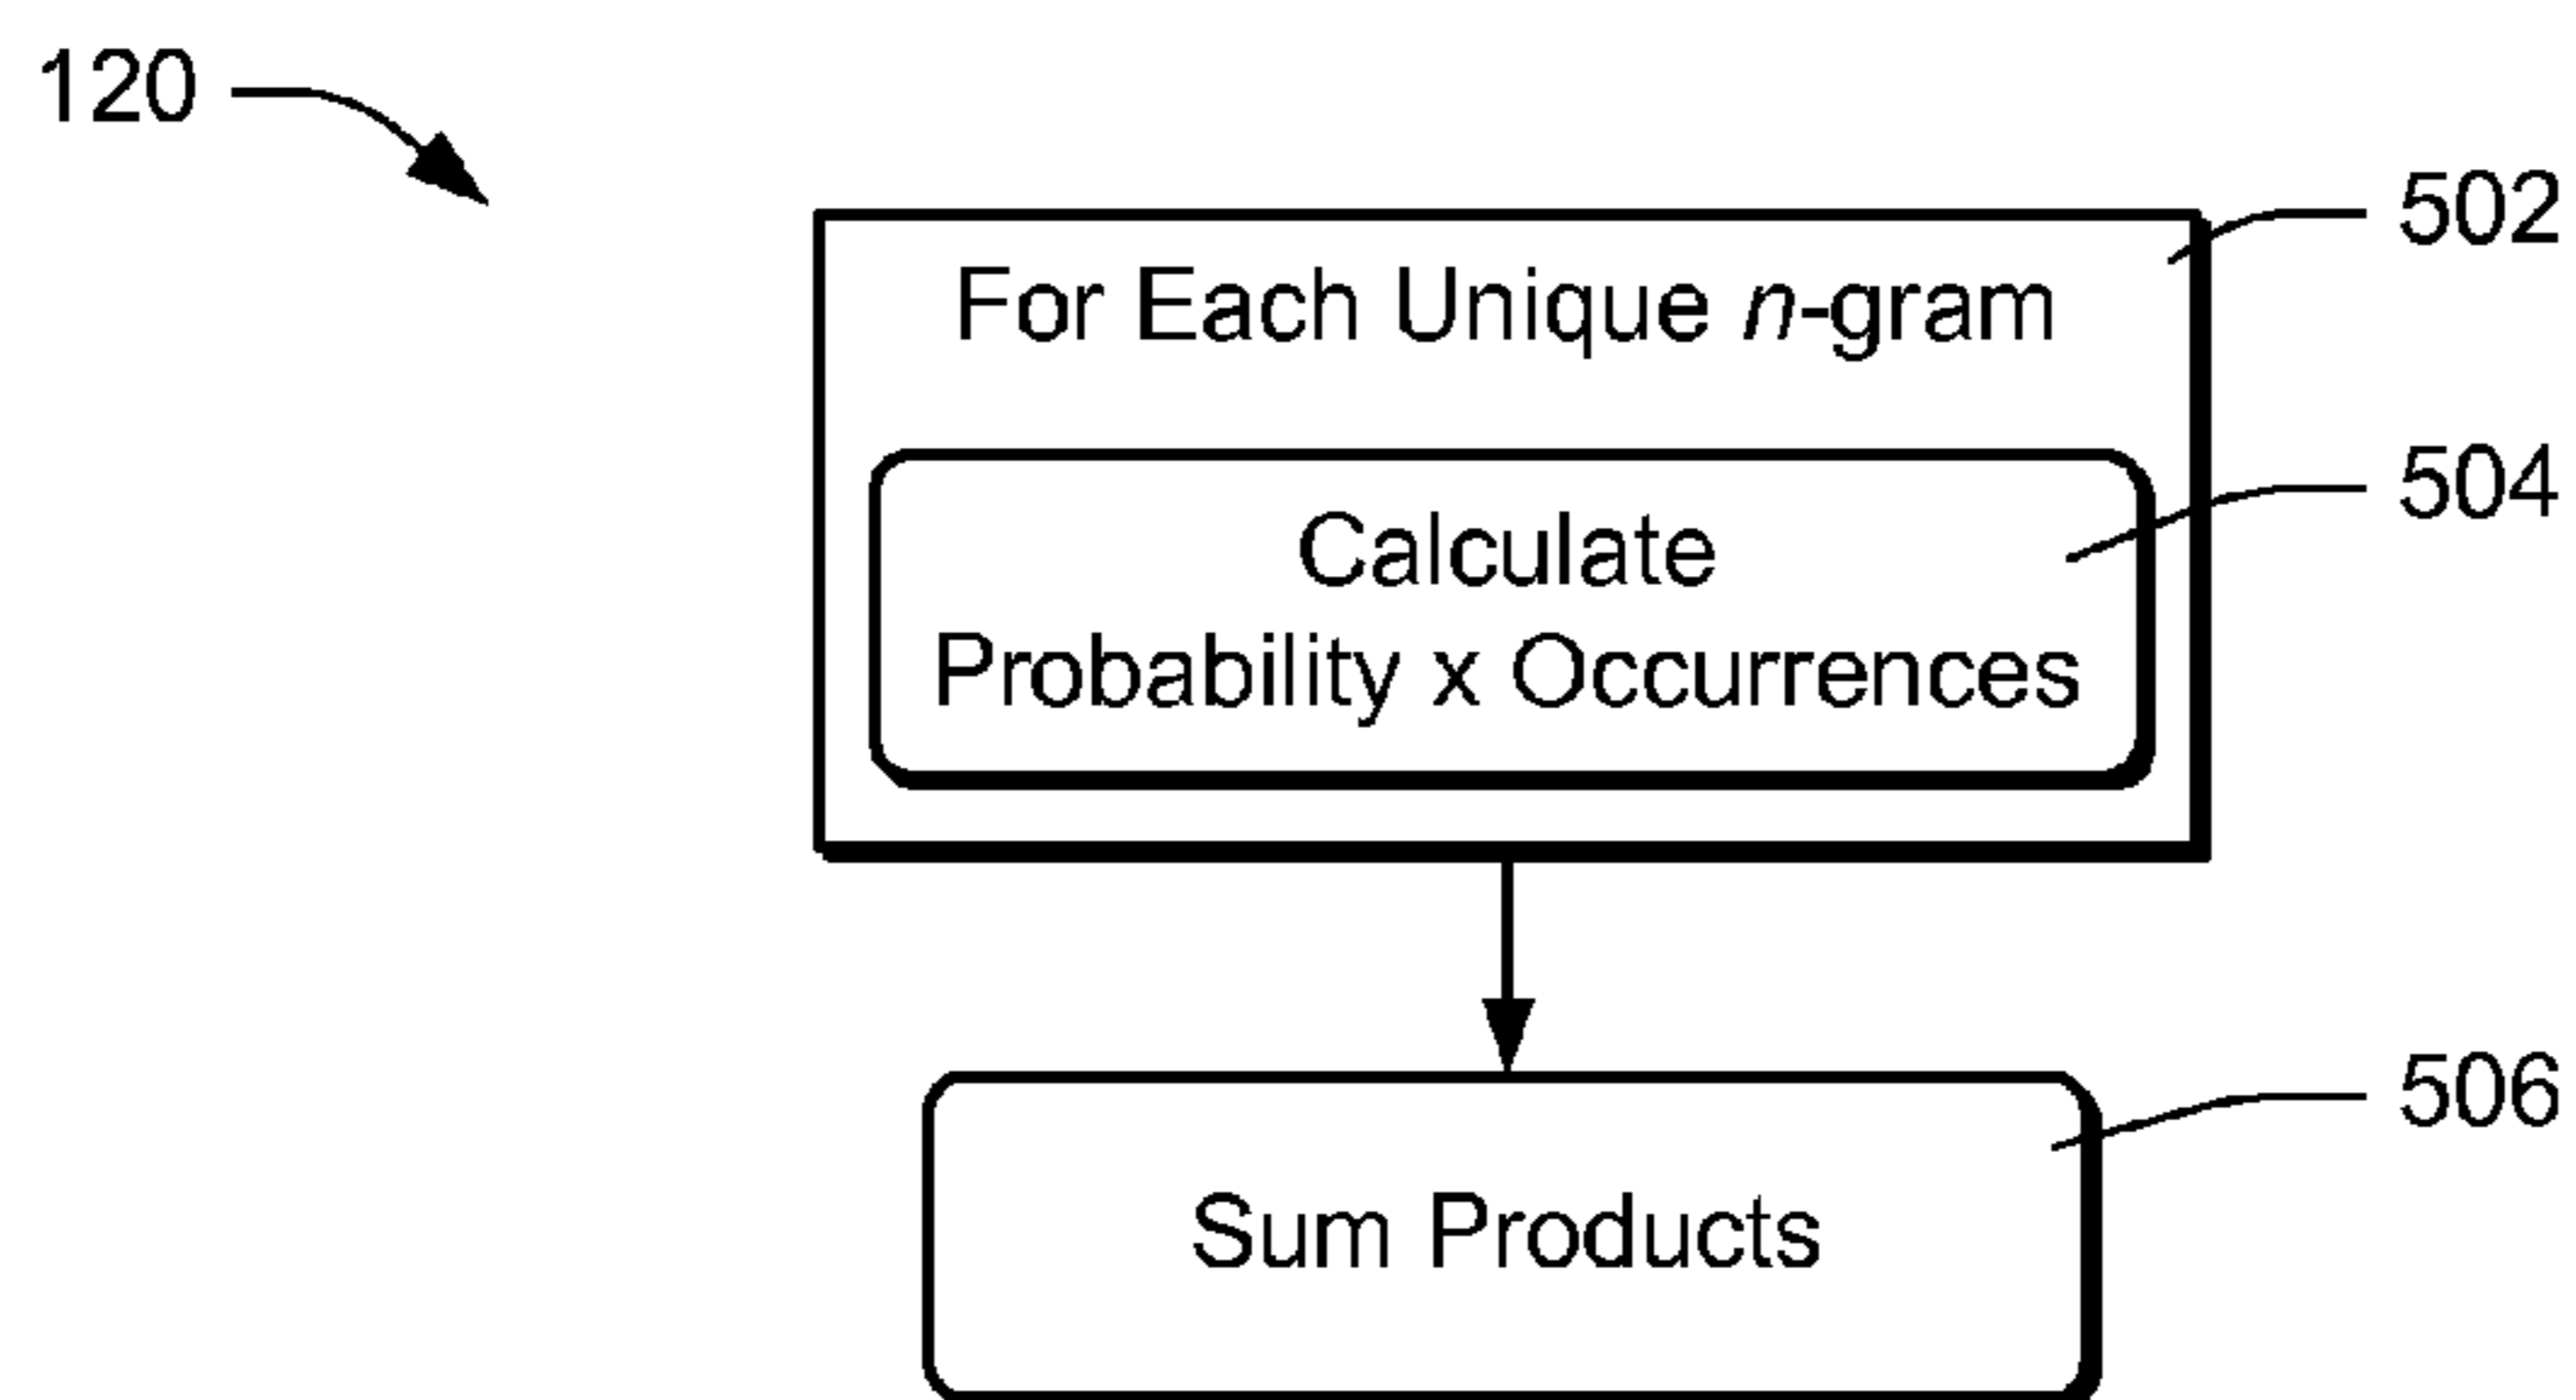 120
502
For Each Unique n-gram
504
Calculate
Probability x Occurrences
506
Sum Products